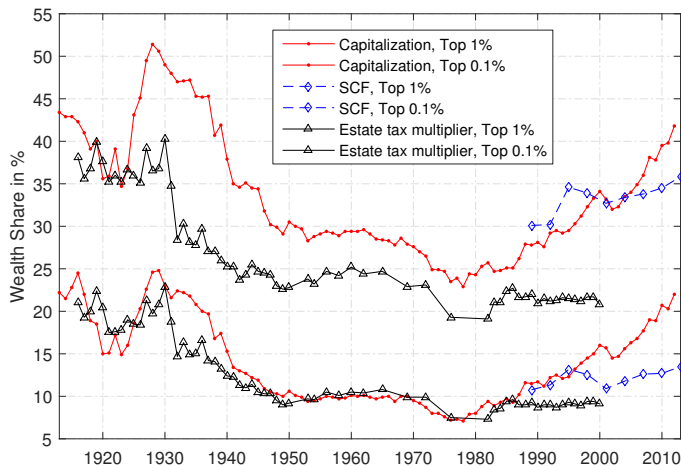 55
50
45
40
35
30
25
20
15
10
5
Wealth Share in %
Capitalization, Top 1%
Capitalization, Top 0.1%
SCF, Top 1%
SCF, Top 0.1%
Estate tax multiplier, Top 1%
Estate tax multiplier, Top 0.1%
1920 1930 1940 1950 1960 1970 1980 1990 2000 2010